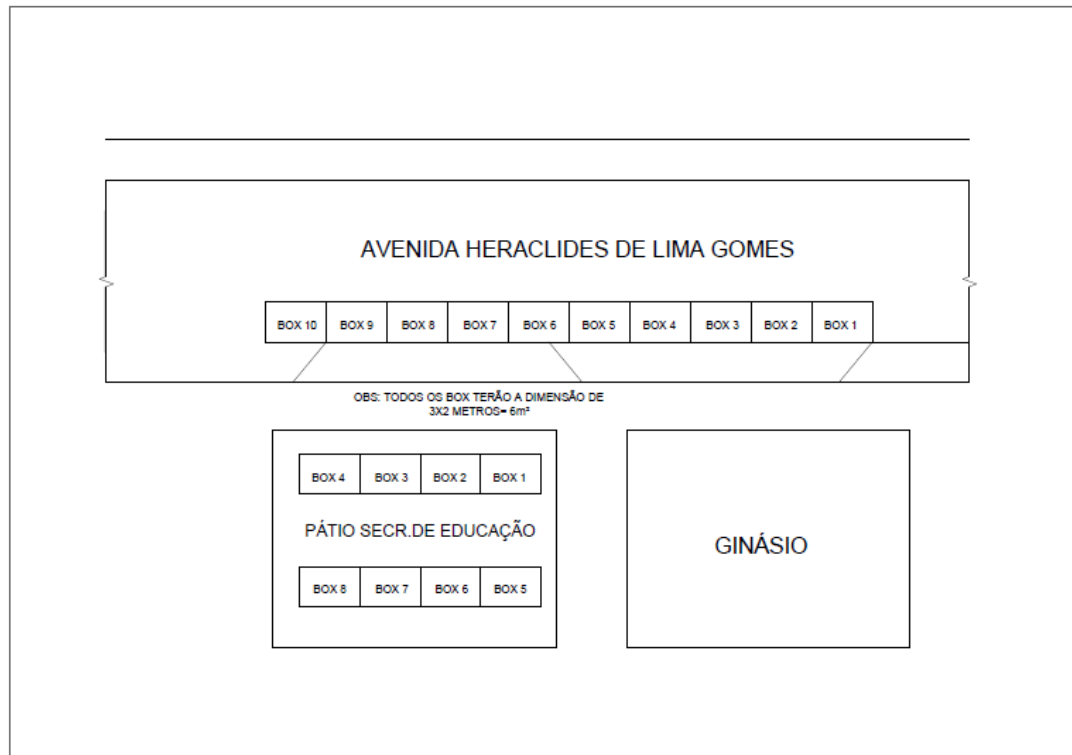 AVENIDA HERACLIDES DE LIMA GOMES
BOX 10 BOX 9 BOX 8 BOX 7 BOX 6 BOX 5 BOX 4 BOX 3 BOX 2 BOX 1
OBS: TODOS OS BOX TERÃO A DIMENSÃO DE
3X2 METROS= 6m²
BOX 4 BOX 3 BOX 2 BOX 1
PÁTIO SECR.DE EDUCAÇÃO
BOX 8 BOX 7 BOX 6 BOX 5
GINÁSIO